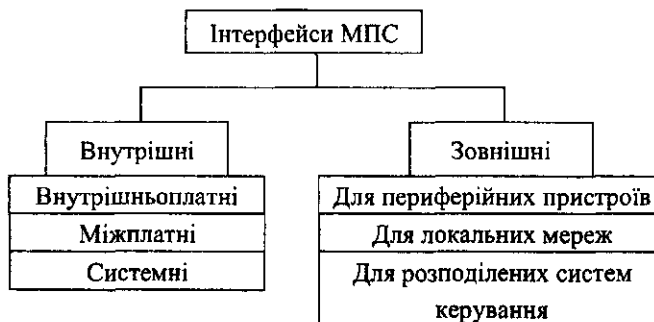 Інтерфейси МПС
Внутрішні
Внутрішньоплатні
Міжплатні
Системні
Зовнішні
Для периферійних пристроїв
Для локальних мереж
Для розподілених систем
керування